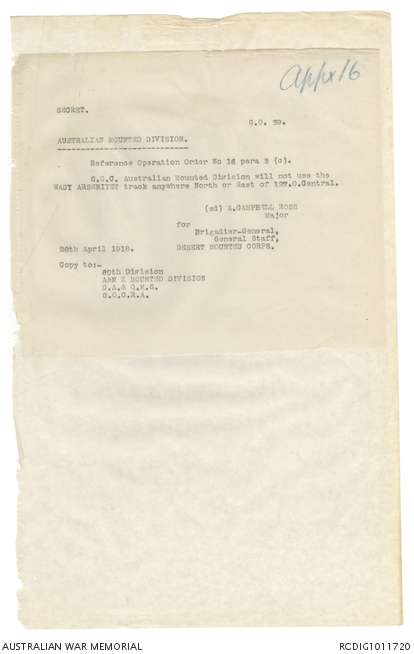 Appx 16
SECRET.
G.O. 39.
AUSTRALIAN MOUNTED DIVISION.
Reference Operation Order No 16 para 3 (c).
G.O.C. Australian Mounted Division will not use the
WADY ARSENIYET track anywhere North or East of 127.O.Central.
(sd) A.CAMPBELL ROSS
Major
for
Brigadier-General,
General Staff,
DESERT MOUNTED CORPS.
April 1918.
Copy to:-
60th Division
A&N Z MOUNTED DIVISION
D.A.& Q.M.G.
G.O.C.R.A.
AUSTRALIAN WAR MEMORIAL
RCDIG1011720